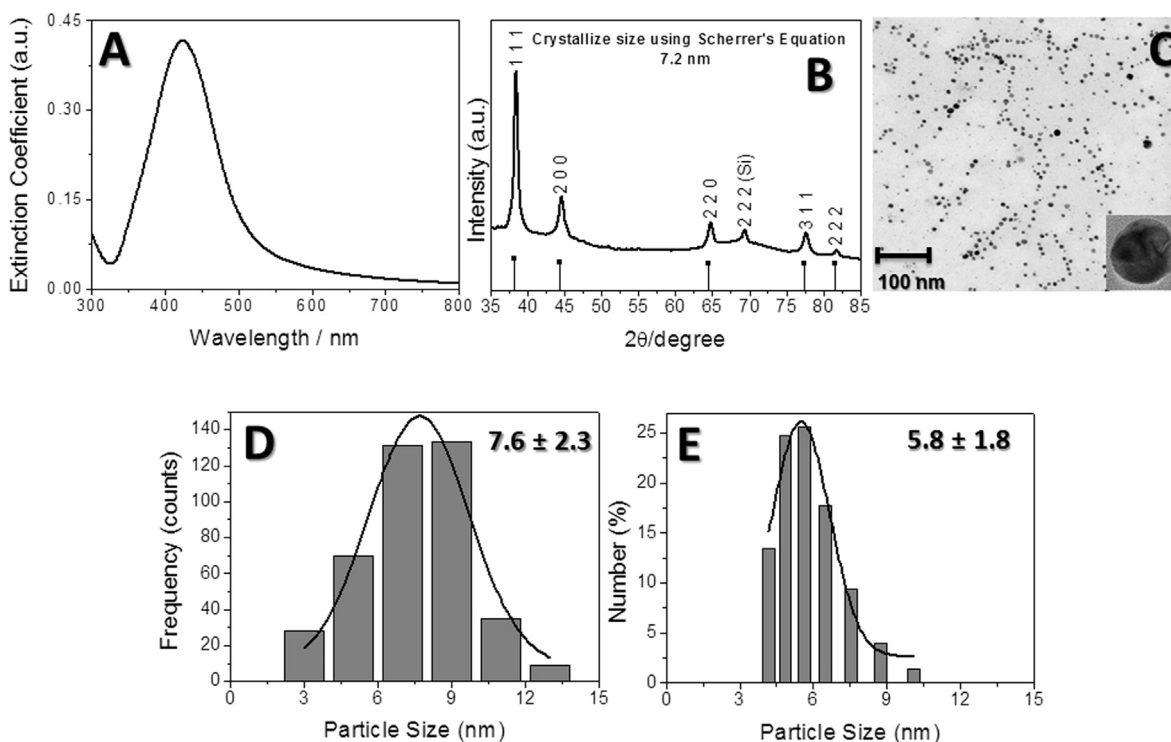 A
0.45
0.30
0.15
0.00
Extinction Coefficient (a.u.)
300
400
500
600
700
800
Wavelength / nm
B
Crystallize size using Scherrer's Equation
7.2 nm
1 1 1
2 0 0
2 2 0
2 2 2 (Si)
3 1 1
2 2 2
Intensity (a.u.)
35
40
45
50
55
60
65
70
75
80
85
2θ/degree
C
100 nm
D
7.6 ± 2.3
140
120
100
80
60
40
20
0
Frequency (counts)
0
3
6
9
12
15
Particle Size (nm)
E
5.8 ± 1.8
25
20
15
10
5
0
Number (%)
0
3
6
9
12
15
Particle Size (nm)